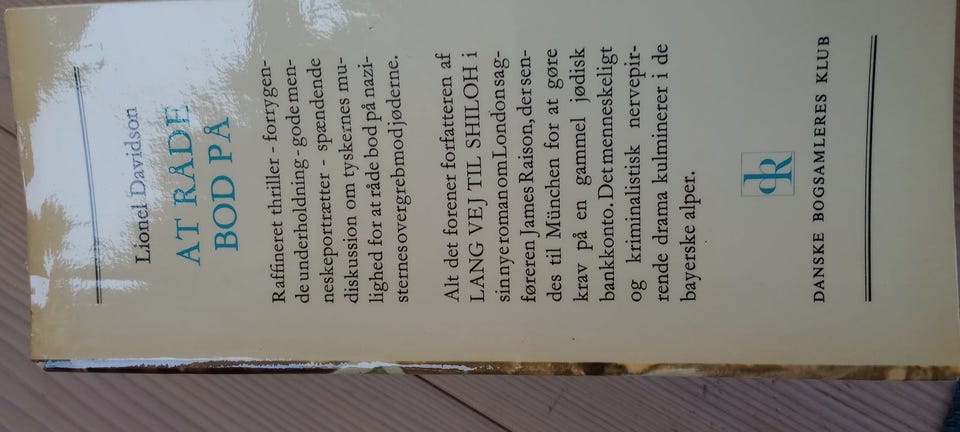 Lionel Davidson
AT RÅDE
BOD PÅ
Raffineret thriller - forrygen-
de underholdning - gode men-
neskeportrætter - spændende
diskussion om tyskernes mu-
lighed for at råde bod på nazi-
sternes overgreb mod jøderne.
Alt det forener forfatteren af
LANG VEJ TIL SHILOH i
sin nye roman om London sag-
føreren James Raison, der sen-
des til München for at gøre
krav på en gammel jødisk
bankkonto. Det menneskeligt
og kriminalistisk nervepir-
rende drama kulminerer i de
bayerske alper.
DANSKE BOGSAMLERES KLUB